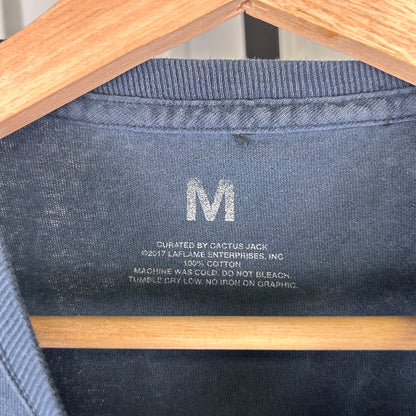 M
CURATED BY CACTUS JACK
©2017 LAFLAME ENTERPRISES, INC
100% COTTON
MACHINE WAS COLD. DO NOT BLEACH.
TUMBLE DRY LOW. NO IRON ON GRAPHIC.